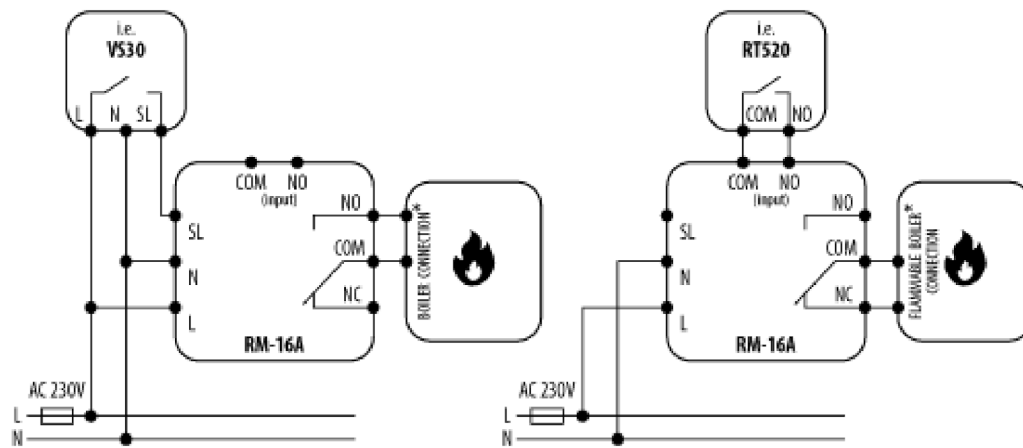 i.e.
VS30
L N SL
COM NO
(input)
NO
SL
COM
N
NC
L
RM-16A
BOILER CONNECTION*
AC 230V
L
N
i.e.
RT520
COM NO
COM NO
(input)
NO
SL
COM
N
NC
L
RM-16A
FLAMMABLE BOILER*
CONNECTION
AC 230V
L
N